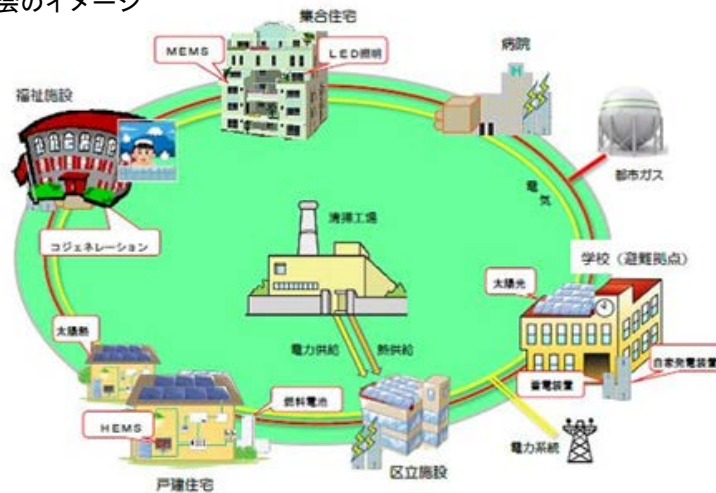 会のイメージ
集合住宅
MEMS
LED照明
病院
福祉施設
都市ガス
電気
清掃工場
コジェネレーション
学校（避難拠点）
太陽光
太陽熱
電力供給
熱供給
自家発電装置
蓄電装置
燃料電池
HEMS
電力系統
区立施設
戸建住宅
H